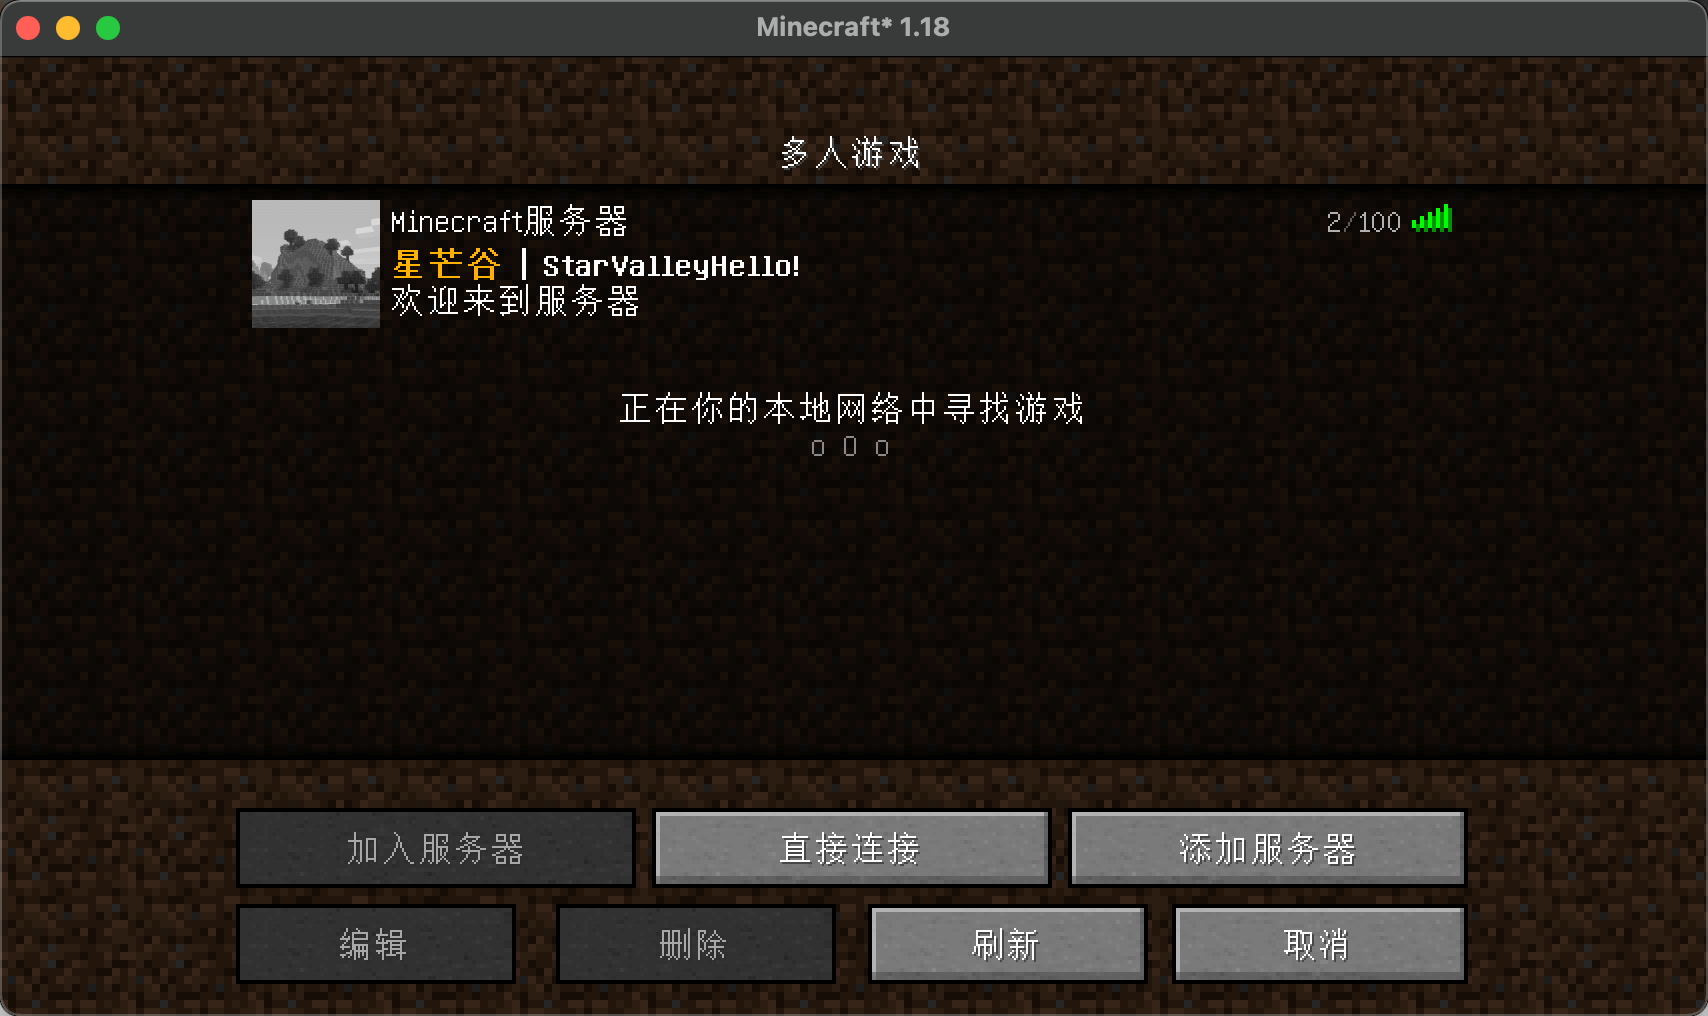 Minecraft* 1.18
多人游戏
Minecraft服务器
2/100
星芒谷 | StarValleyHello!
欢迎来到服务器
正在你的本地网络中寻找游戏
o O o
加入服务器
直接连接
添加服务器
编辑
删除
刷新
取消